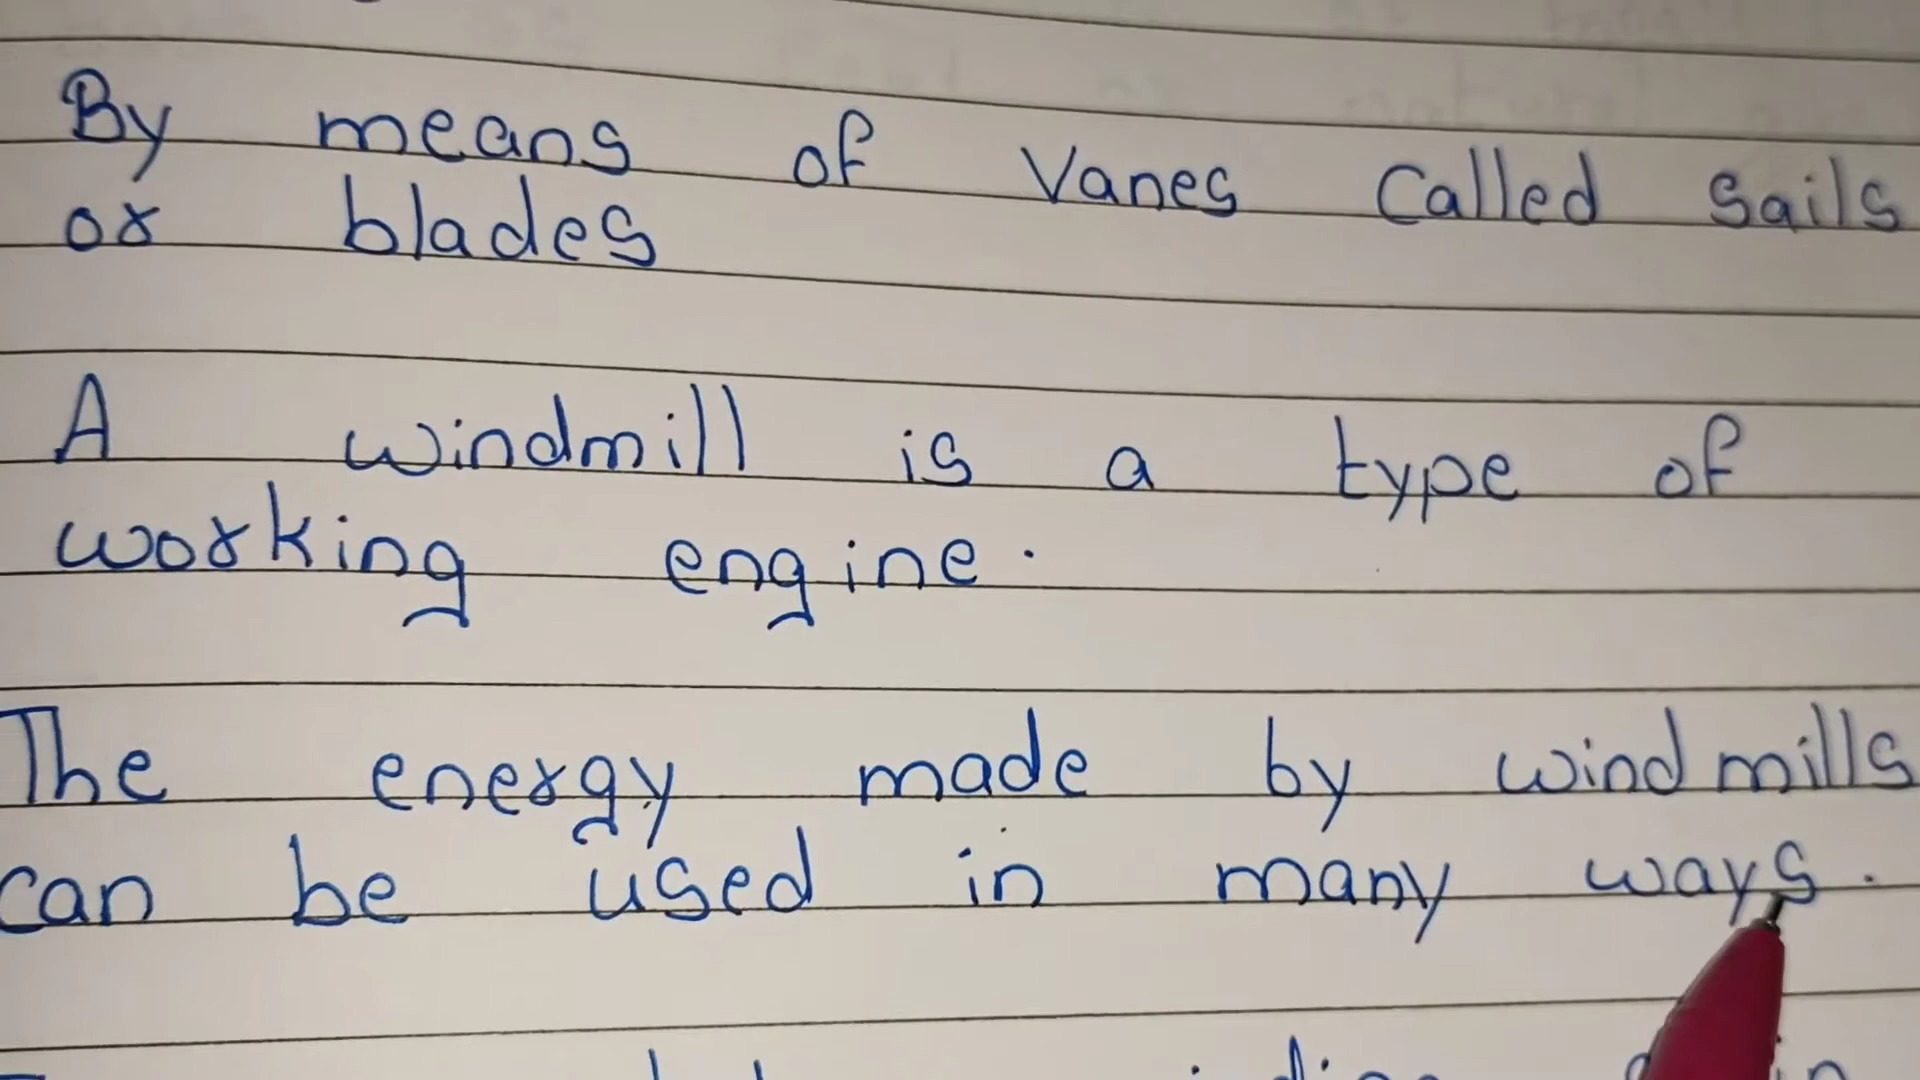 By means of Vanes Called Sails
or blades
A windmill is a type of
working engine.
The energy made by windmills
can be used in many ways.